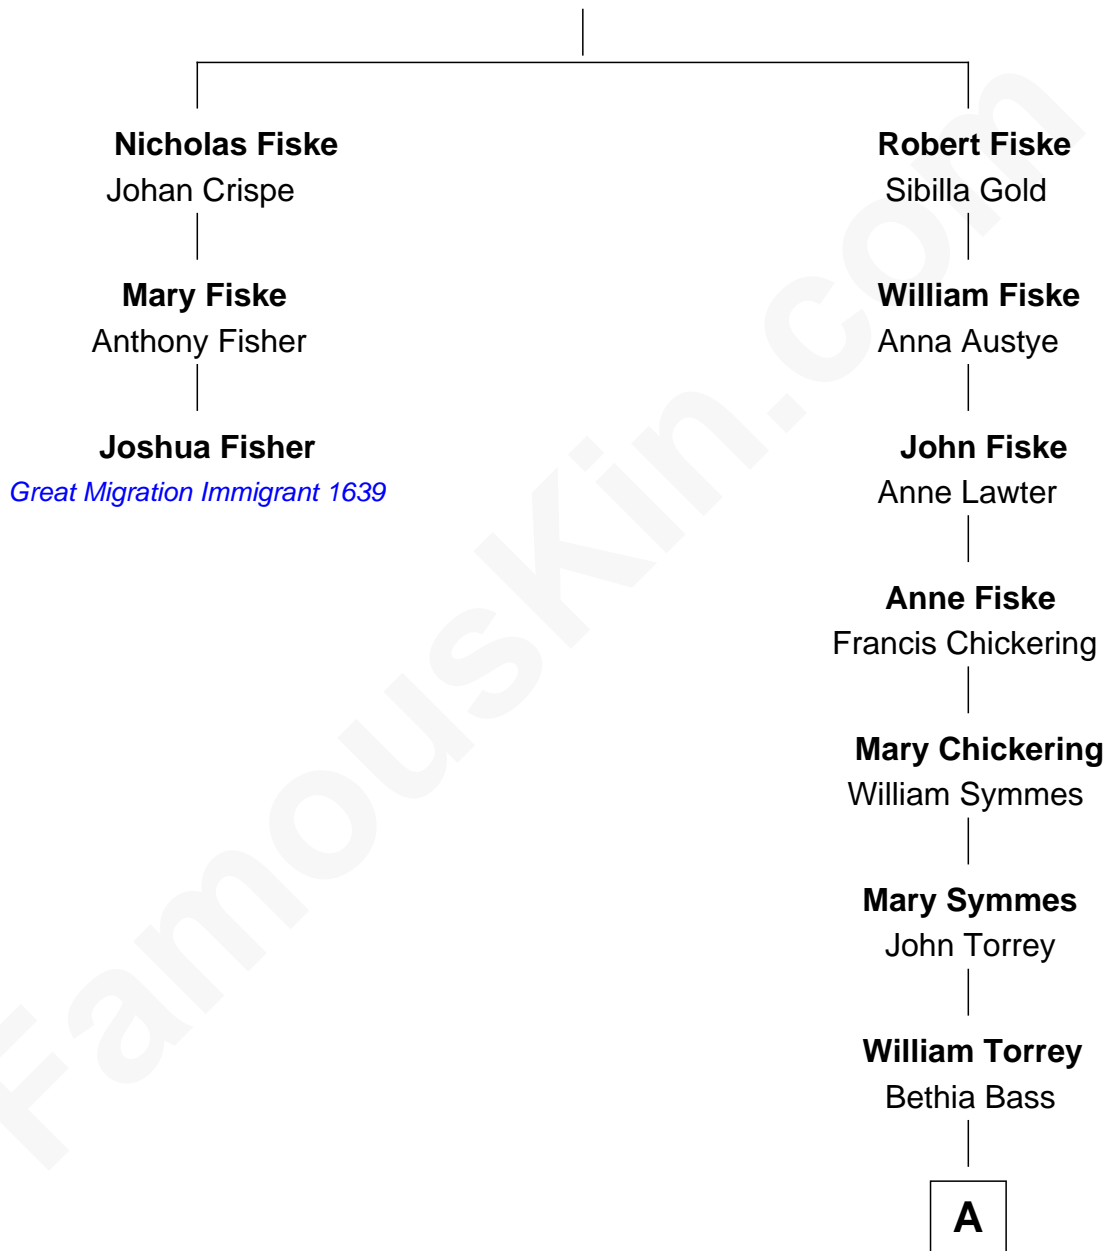 Nicholas Fiske
Johan Crispe
Mary Fiske
Anthony Fisher
Joshua Fisher
Great Migration Immigrant 1639
Robert Fiske
Sibilla Gold
William Fiske
Anna Austye
John Fiske
Anne Lawter
Anne Fiske
Francis Chickering
Mary Chickering
William Symmes
Mary Symmes
John Torrey
William Torrey
Bethia Bass
A
FamousKin.com